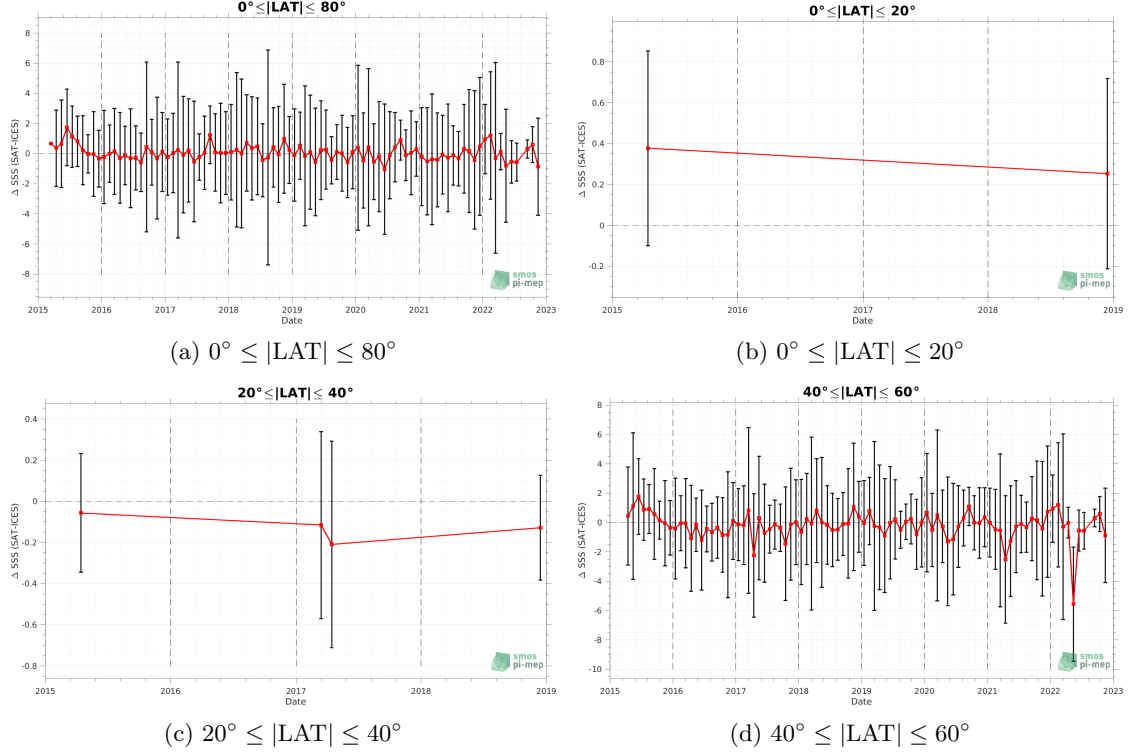 0°≤|LAT|≤ 80°
8
6
4
2
0
-2
-4
-6
-8
Δ SSS (SAT-ICES)
2015 2016 2017 2018 2019 2020 2021 2022 2023
Date
smos
pi-mep
(a) 0° ≤ |LAT| ≤ 80°
0°≤|LAT|≤ 20°
0.8
0.6
0.4
0.2
0
-0.2
Δ SSS (SAT-ICES)
2015 2016 2017 2018 2019
Date
smos
pi-mep
(b) 0° ≤ |LAT| ≤ 20°
20°≤|LAT|≤ 40°
0.4
0.2
0
-0.2
-0.4
-0.6
-0.8
Δ SSS (SAT-ICES)
2015 2016 2017 2018 2019
Date
smos
pi-mep
(c) 20° ≤ |LAT| ≤ 40°
40°≤|LAT|≤ 60°
8
6
4
2
0
-2
-4
-6
-8
-10
Δ SSS (SAT-ICES)
2015 2016 2017 2018 2019 2020 2021 2022 2023
Date
smos
pi-mep
(d) 40° ≤ |LAT| ≤ 60°